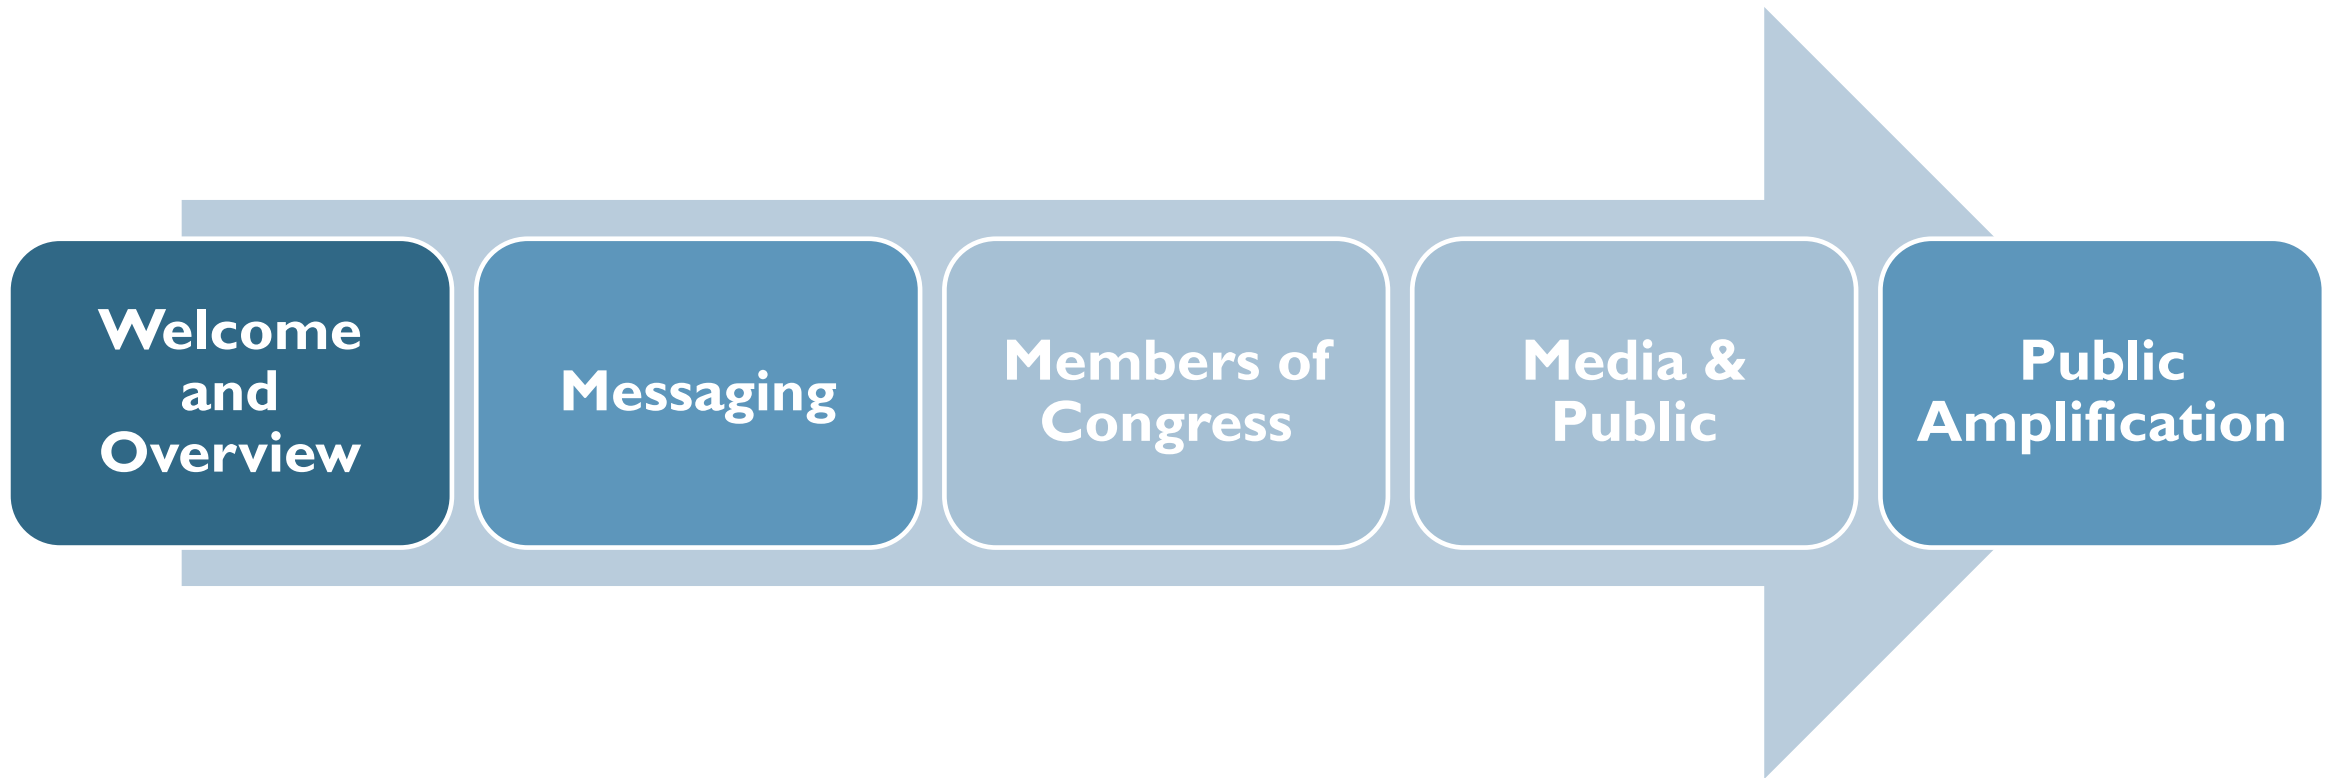 Welcome
and
Overview
Messaging
Members of
Congress
Media &
Public
Public
Amplification